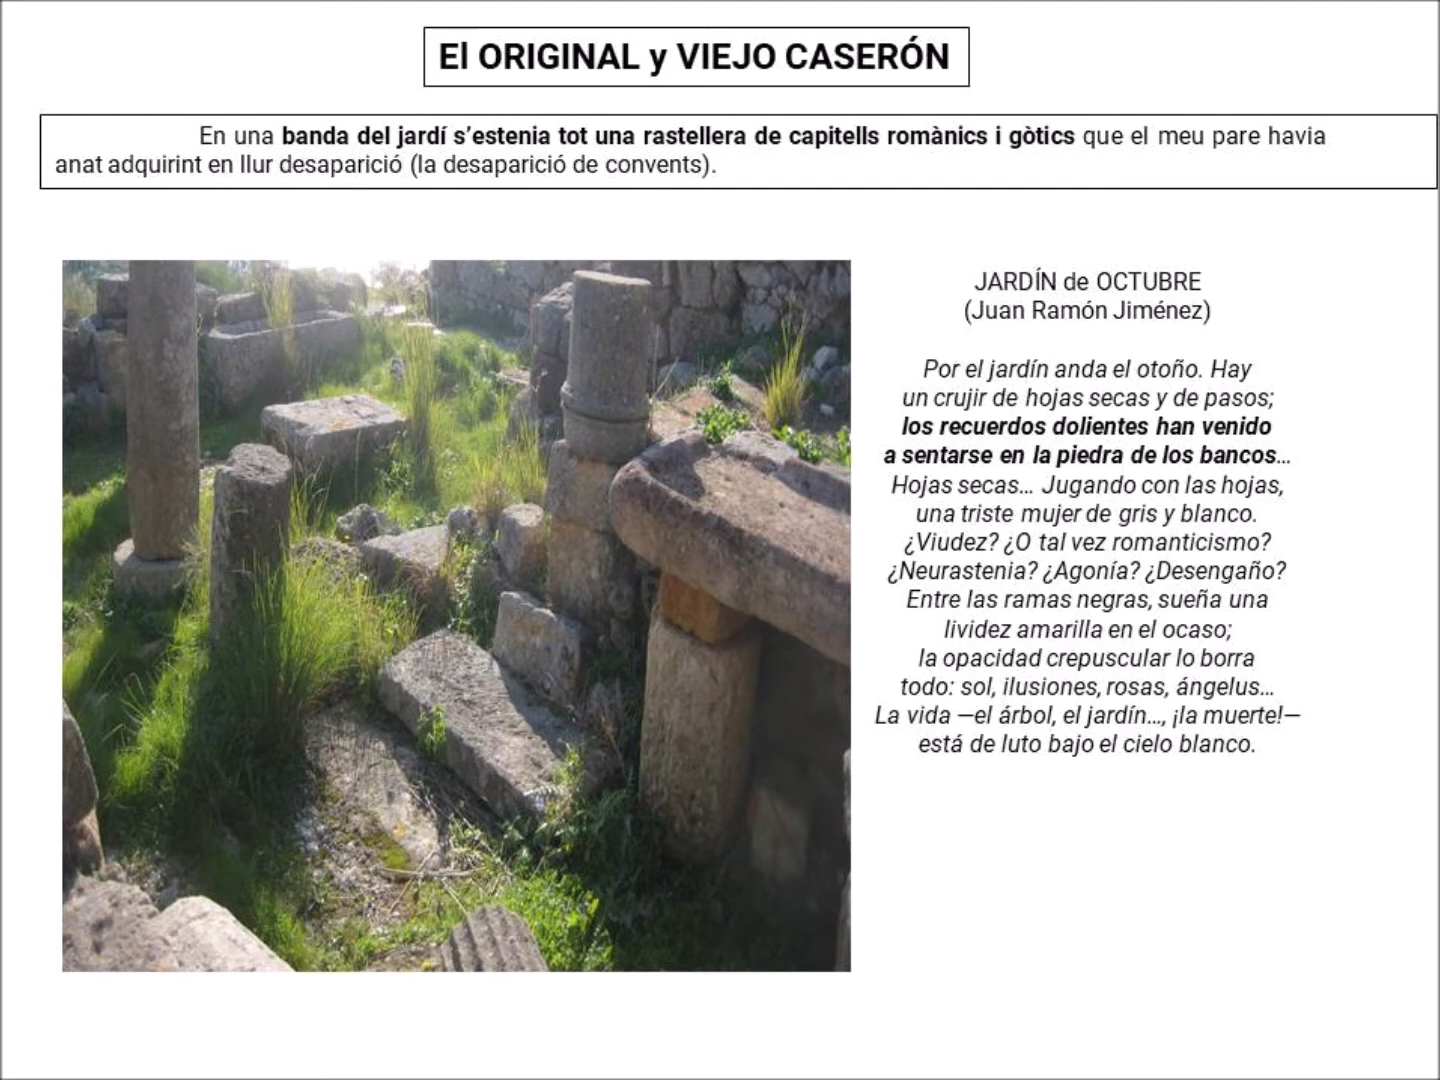 El ORIGINAL y VIEJO CASERÓN
En una banda del jardí s’estenia tot una rastellera de capitells romànics i gòtics que el meu pare havia
anat adquirint en llur desaparició (la desaparició de convents).
JARDÍN de OCTUBRE
(Juan Ramón Jiménez)
Por el jardín anda el otoño. Hay
un crujir de hojas secas y de pasos;
los recuerdos dolientes han venido
a sentarse en la piedra de los bancos…
Hojas secas… Jugando con las hojas,
una triste mujer de gris y blanco.
¿Viudez? ¿O tal vez romanticismo?
¿Neurastenia? ¿Agonía? ¿Desengaño?
Entre las ramas negras, sueña una
lividez amarilla en el ocaso;
la opacidad crepuscular lo borra
todo: sol, ilusiones, rosas, ángelus…
La vida —el árbol, el jardín…, ¡la muerte!—
está de luto bajo el cielo blanco.